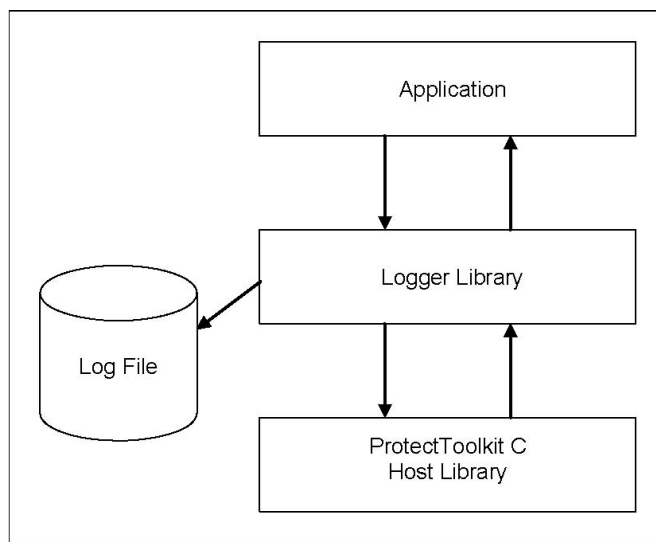 Application
Logger Library
Log File
ProtectToolkit C
Host Library